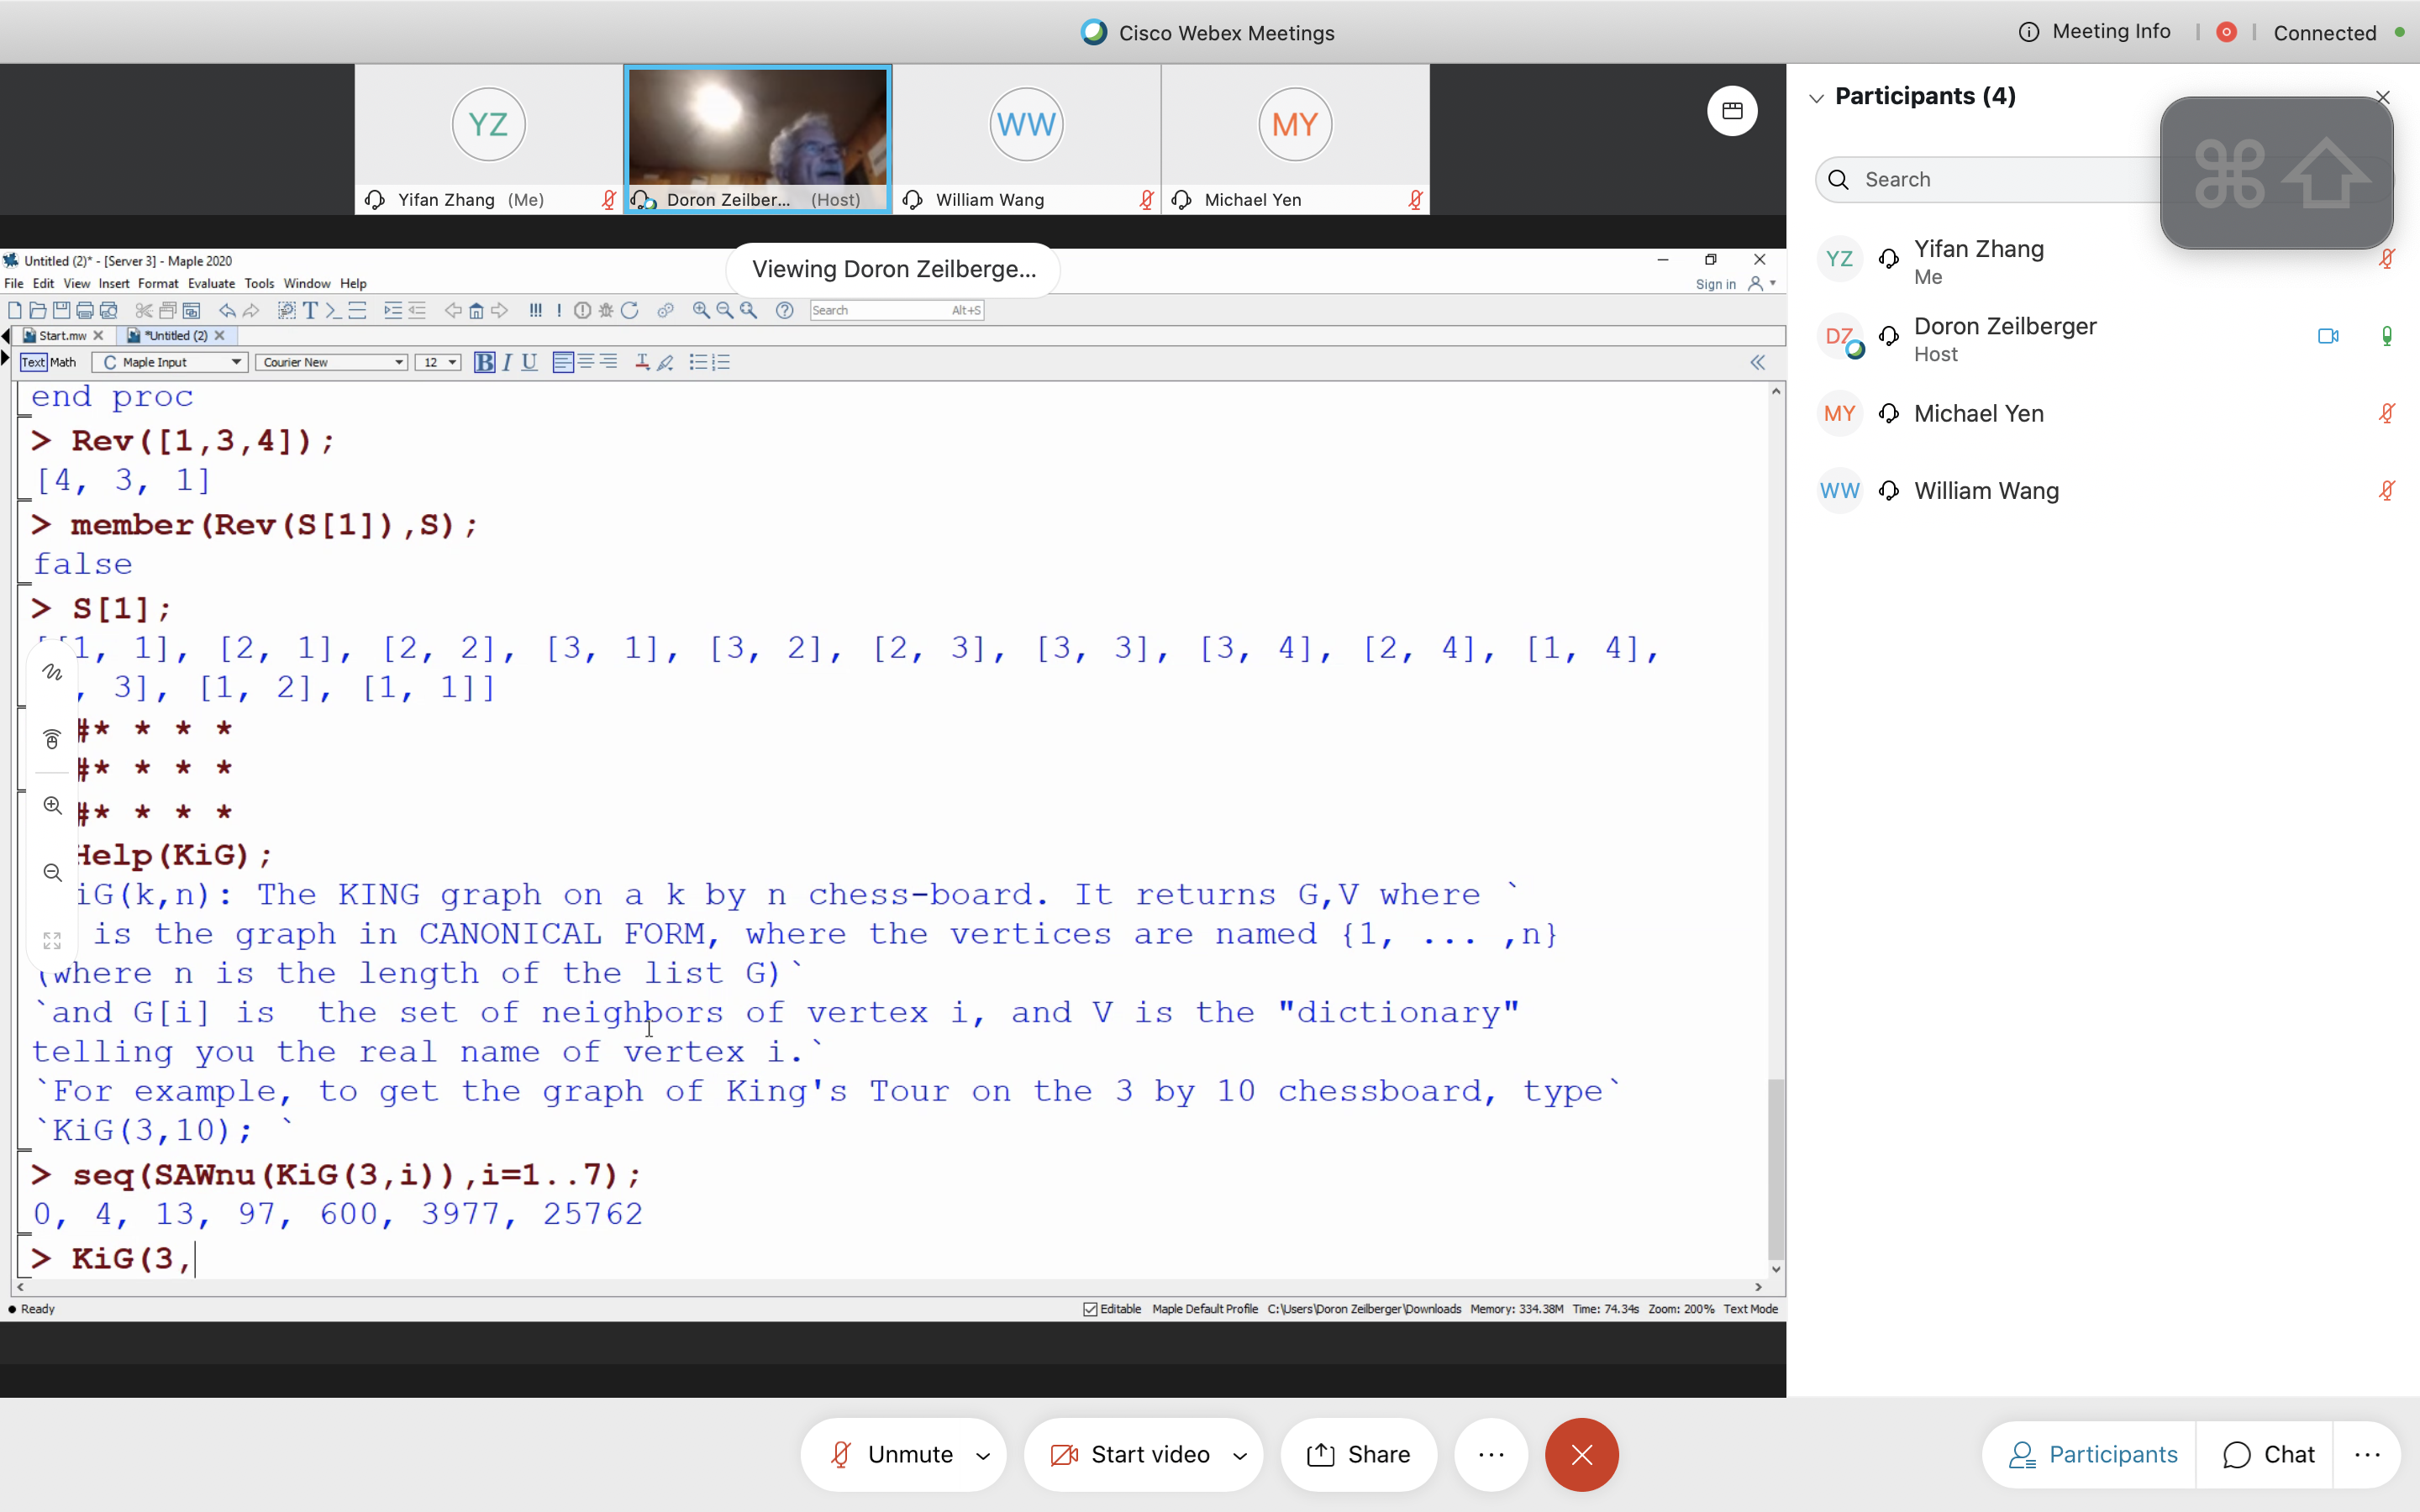 Cisco Webex Meetings
Meeting Info
Connected
YZ
WW
MY
Yifan Zhang (Me)
Doron Zeilber... (Host)
William Wang
Michael Yen
Viewing Doron Zeilberge...
Untitled (2)* - [Server 3] - Maple 2020
File Edit View Insert Format Evaluate Tools Window Help
Sign in
Search Alt+S
Start.mw *Untitled (2)
Text Math C Maple Input Courier New 12 B I U
end proc
> Rev([1,3,4]);
[4, 3, 1]
> member(Rev(S[1]),S);
false
> S[1];
1, 1], [2, 1], [2, 2], [3, 1], [3, 2], [2, 3], [3, 3], [3, 4], [2, 4], [1, 4],
, 3], [1, 2], [1, 1]]
#* * * *
#* * * *
#* * * *
Help(KiG);
iG(k,n): The KING graph on a k by n chess-board. It returns G,V where `
is the graph in CANONICAL FORM, where the vertices are named {1, ... ,n}
(where n is the length of the list G)`
`and G[i] is  the set of neighbors of vertex i, and V is the "dictionary"
telling you the real name of vertex i.`
`For example, to get the graph of King's Tour on the 3 by 10 chessboard, type`
`KiG(3,10); `
> seq(SAWnu(KiG(3,i)),i=1..7);
0, 4, 13, 97, 600, 3977, 25762
> KiG(3,
Ready
Editable Maple Default Profile C:\Users\Doron Zeilberger\Downloads Memory: 334.38M Time: 74.34s Zoom: 200% Text Mode
Participants (4)
Search
YZ Yifan Zhang
Me
DZ Doron Zeilberger
Host
MY Michael Yen
WW William Wang
Unmute
Start video
Share
Participants
Chat